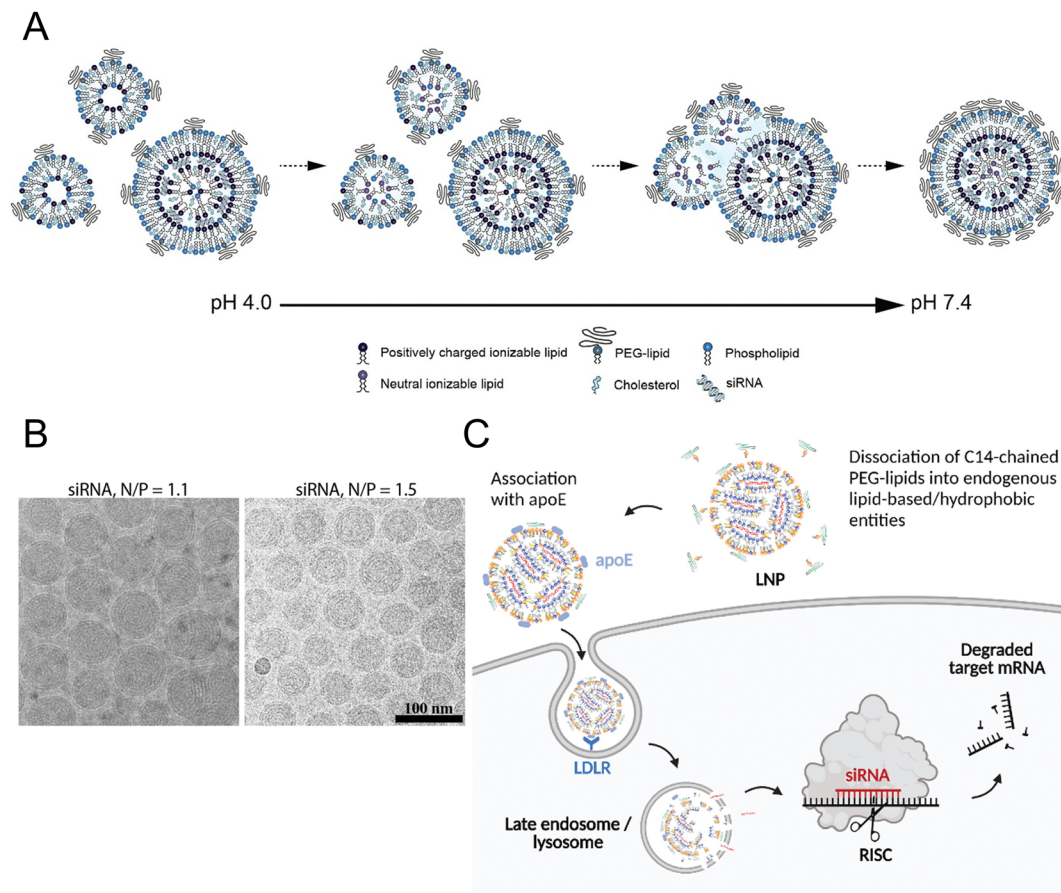 A
pH 4.0
pH 7.4
Positively charged ionizable lipid
PEG-lipid
Phospholipid
Neutral ionizable lipid
Cholesterol
siRNA
B
siRNA, N/P = 1.1
siRNA, N/P = 1.5
100 nm
C
Association
with apoE
apoE
LNP
Dissociation of C14-chained
PEG-lipids into endogenous
lipid-based/hydrophobic
entities
LDLR
Late endosome /
lysosome
siRNA
RISC
Degraded
target mRNA